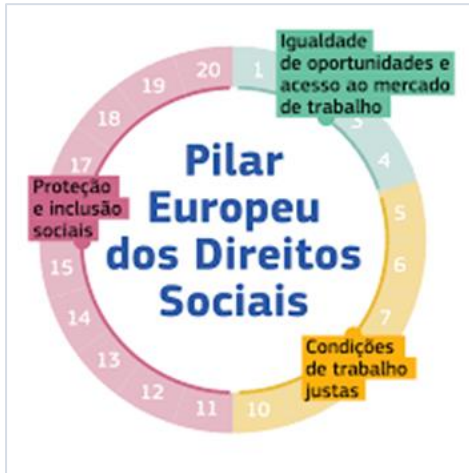 Igualdade
de oportunidades e
acesso ao mercado
de trabalho
20
1
19
3
18
4
17
Proteção
e inclusão
sociais
Pilar
Europeu
dos Direitos
Sociais
5
15
6
14
7
Condições
de trabalho
justas
13
12
11
10